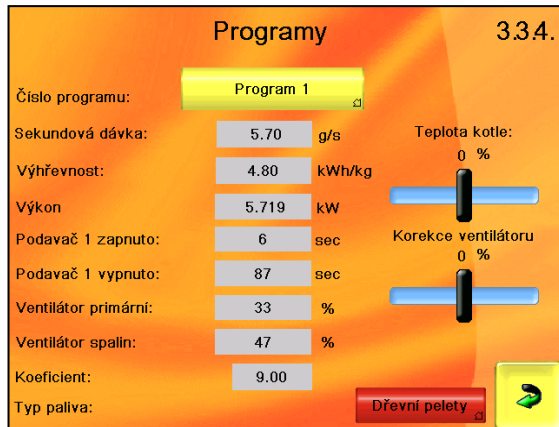 Programy 3.3.4.
Číslo programu: Program 1
Sekundová dávka: 5.70 g/s
Teplota kotle:
0 %
Výhřevnost: 4.80 kWh/kg
Výkon 5.719 kW
Podavač 1 zapnuto: 6 sec
Korekce ventilátoru
0 %
Podavač 1 vypnuto: 87 sec
Ventilátor primární: 33 %
Ventilátor spalin: 47 %
Koeficient: 9.00
Typ paliva: Dřevní pelety